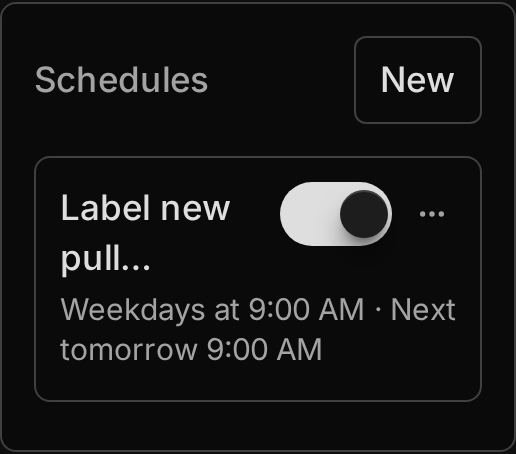 Schedules
New
Label new
pull...
Weekdays at 9:00 AM · Next
tomorrow 9:00 AM